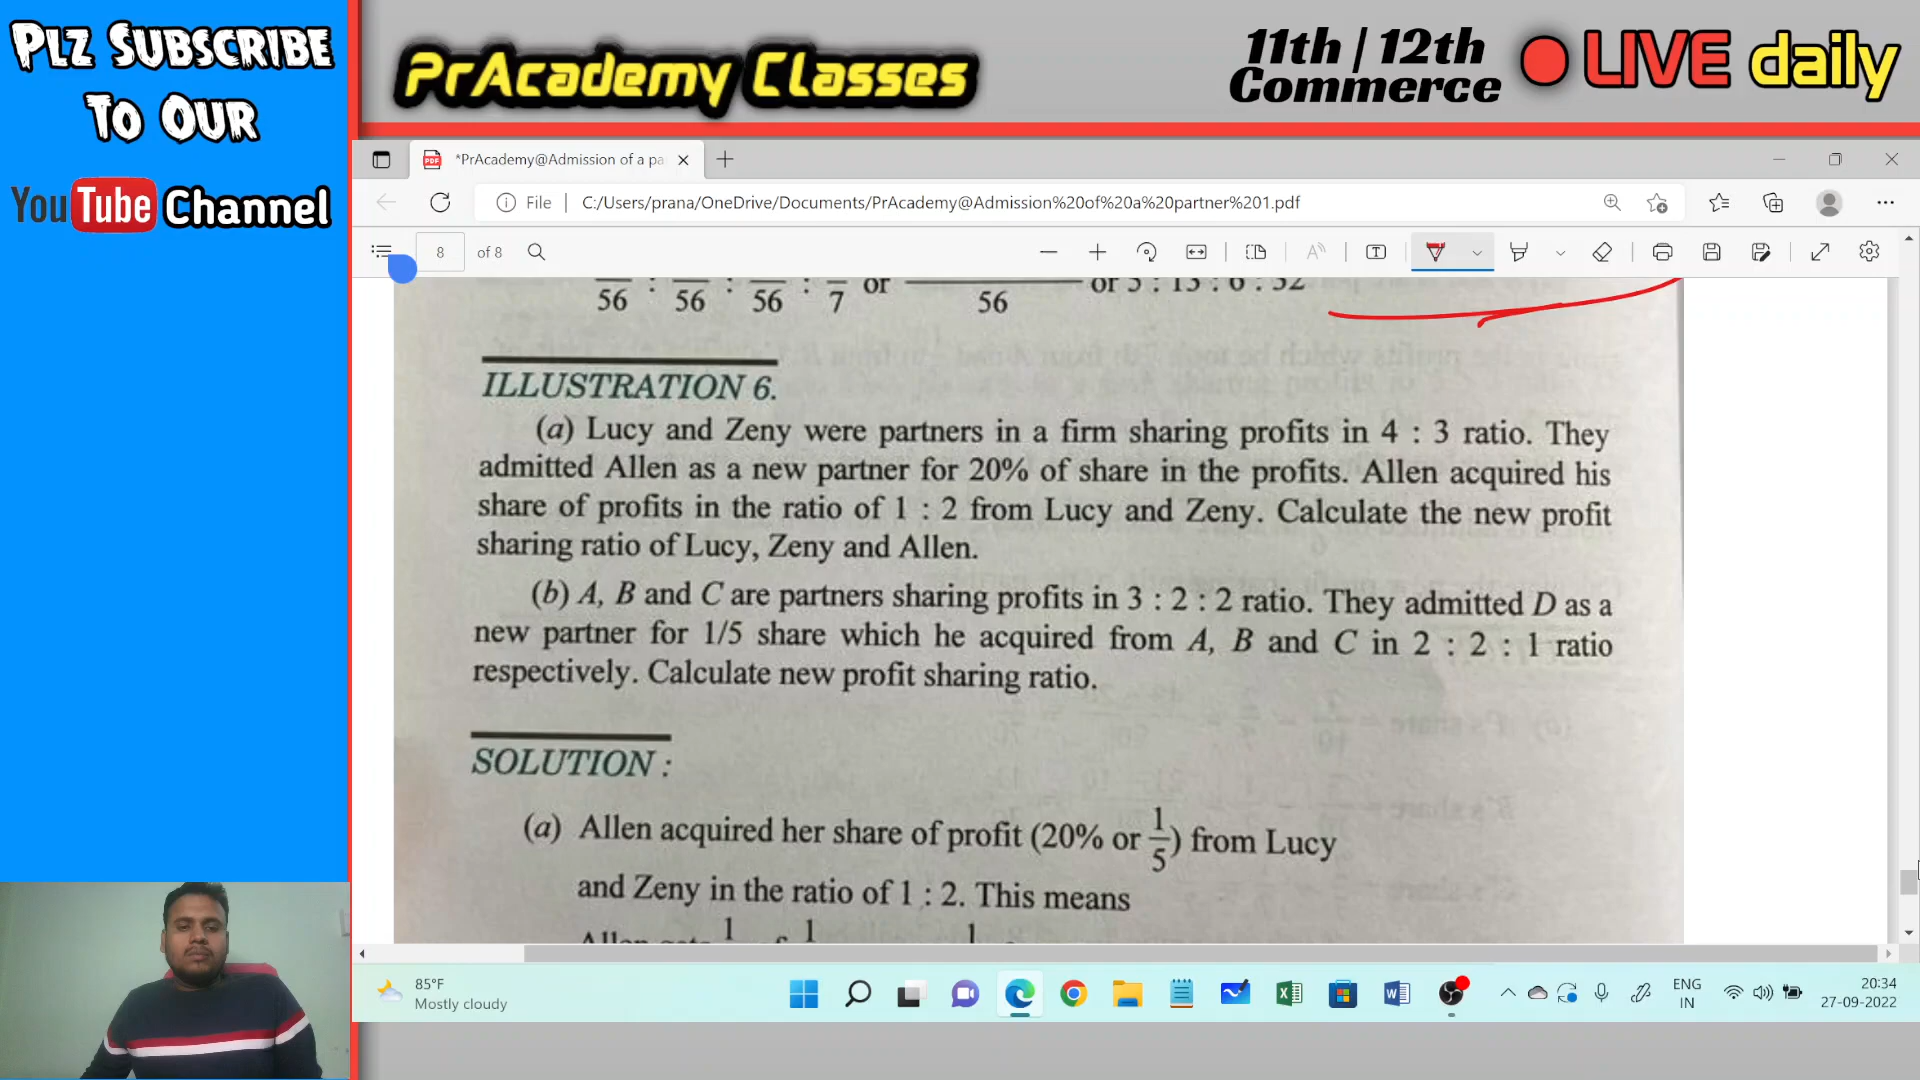 PLZ SUBSCRIBE
TO OUR
YouTube Channel
PrAcademy Classes
11th | 12th
Commerce
LIVE daily
*PrAcademy@Admission of a pa
File
C:/Users/prana/OneDrive/Documents/PrAcademy@Admission%20of%20a%20partner%201.pdf
8 of 8
56 : 56 : 56 : 7 or 56 or 5 : 13 : 6 : 32
ILLUSTRATION 6.
(a) Lucy and Zeny were partners in a firm sharing profits in 4 : 3 ratio. They
admitted Allen as a new partner for 20% of share in the profits. Allen acquired his
share of profits in the ratio of 1 : 2 from Lucy and Zeny. Calculate the new profit
sharing ratio of Lucy, Zeny and Allen.
(b) A, B and C are partners sharing profits in 3 : 2 : 2 ratio. They admitted D as a
new partner for 1/5 share which he acquired from A, B and C in 2 : 2 : 1 ratio
respectively. Calculate new profit sharing ratio.
SOLUTION :
(a) Allen acquired her share of profit (20% or 1/5) from Lucy
and Zeny in the ratio of 1 : 2. This means
85°F
Mostly cloudy
ENG
IN
20:34
27-09-2022